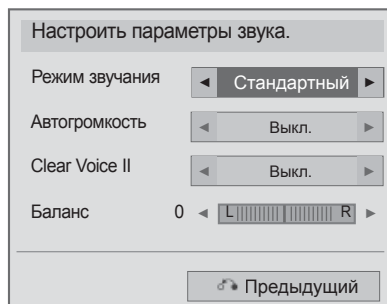 Настроить параметры звука.
Режим звучания ◄ Стандартный ►
Автогромкость ◄ Выкл. ►
Clear Voice II ◄ Выкл. ►
Баланс 0 ◄ L R ►
Предыдущий